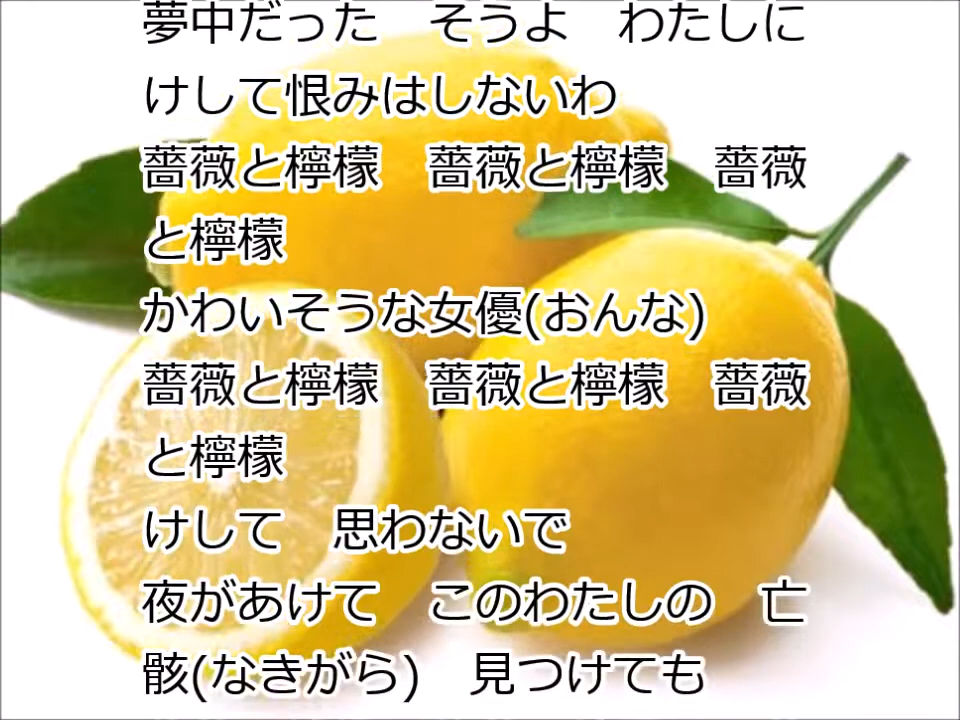 夢中だった　そうよ　わたしに
けして恨みはしないわ
薔薇と檸檬　薔薇と檸檬　薔薇
と檸檬
かわいそうな女優(おんな)
薔薇と檸檬　薔薇と檸檬　薔薇
と檸檬
けして　思わないで
夜があけて　このわたしの　亡
骸(なきがら)　見つけても